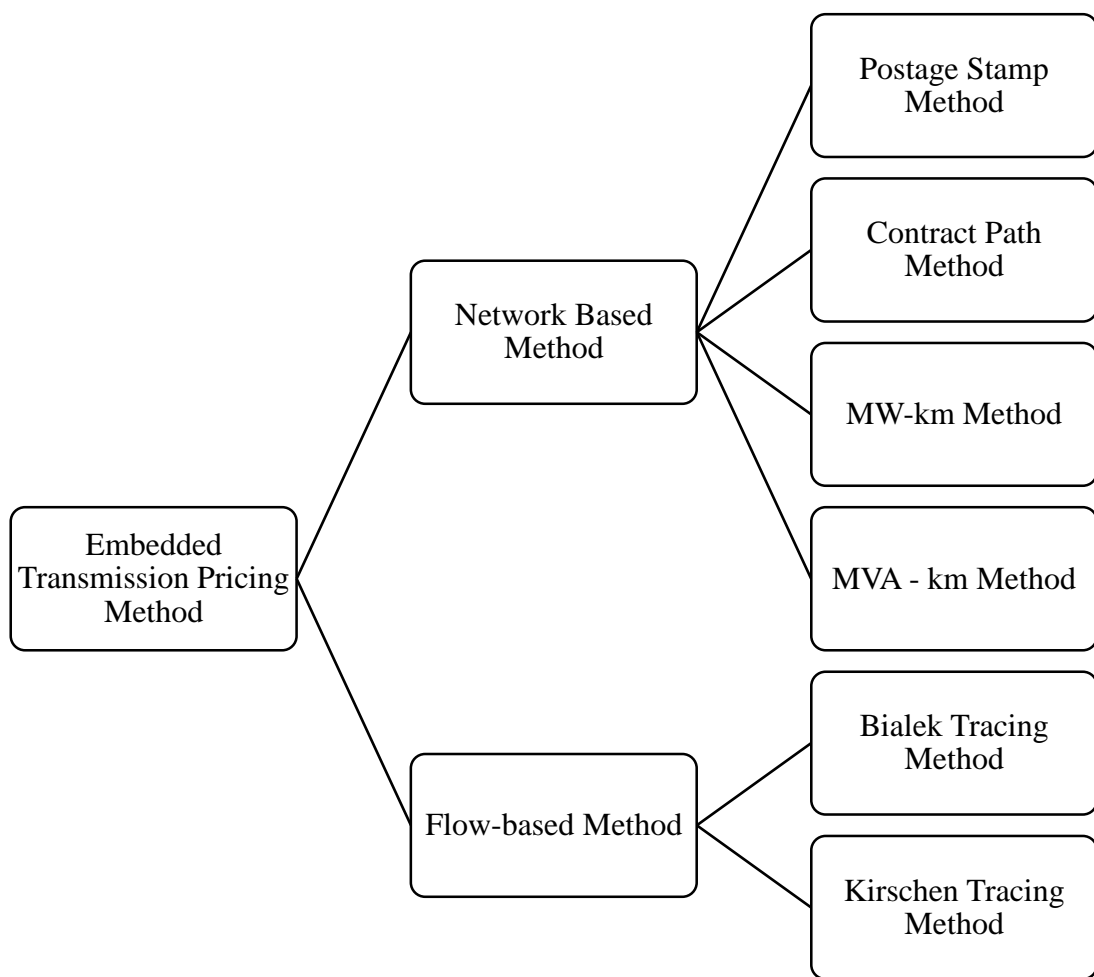 Postage Stamp
Method
Contract Path
Method
Network Based
Method
MW-km Method
Embedded
Transmission Pricing
Method
MVA - km Method
Bialek Tracing
Method
Flow-based Method
Kirschen Tracing
Method